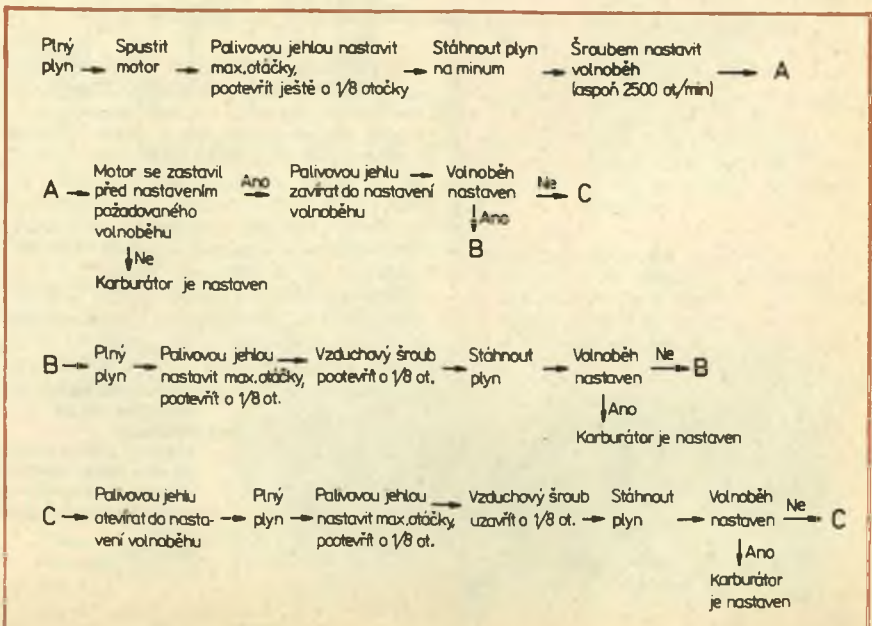 Plný plyn → Spustit motor → Palivovou jehlou nastavit max.otáčky, pootevřít ještě o 1/8 otočky → Stáhnout plyn na minum → Šroubem nastavit volnoběh (aspoň 2500 ot/min) → A
A → Motor se zastavil před nastavením požadovaného volnoběhu Ano → Palivovou jehlu zavírat do nastavení volnoběhu → Volnoběh nastaven Ne → C
↓ Ne
Karburátor je nastaven
↓ Ano
B
B → Plný plyn → Palivovou jehlou nastavit max.otáčky, pootevřít o 1/8 ot. → Vzduchový šroub pootevřít o 1/8 ot. → Stáhnout plyn → Volnoběh nastaven Ne → B
↓ Ano
Karburátor je nastaven
C → Palivovou jehlu otevírat do nasta-vení volnoběhu → Plný plyn → Palivovou jehlou nastavit max.otáčky, pootevřít o 1/8 ot. → Vzduchový šroub uzavřít o 1/8 ot. → Stáhnout plyn → Volnoběh nastaven Ne → C
↓ Ano
Karburátor je nastaven